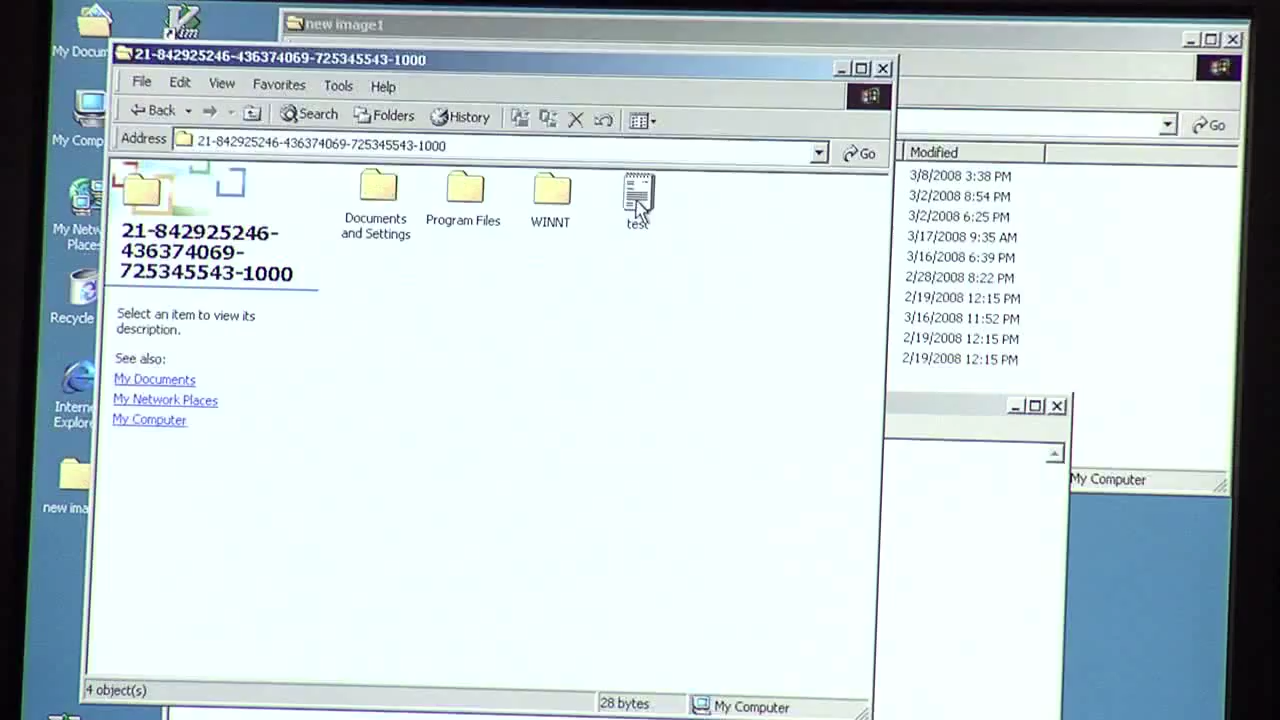 My Docum
Vim
new image1
21-842925246-436374069-725345543-1000
File Edit View Favorites Tools Help
Back Search Folders History
Address 21-842925246-436374069-725345543-1000 Go
Go
My Comp
My Netw
Places
Recycle
Intern
Explor
new ima
21-842925246-
436374069-
725345543-1000
Select an item to view its
description.
See also:
My Documents
My Network Places
My Computer
Documents
and Settings
Program Files
WINNT
test
Modified
3/8/2008 3:38 PM
3/2/2008 8:54 PM
3/2/2008 6:25 PM
3/17/2008 9:35 AM
3/16/2008 6:39 PM
2/28/2008 8:22 PM
2/19/2008 12:15 PM
3/16/2008 11:52 PM
2/19/2008 12:15 PM
2/19/2008 12:15 PM
My Computer
4 object(s)
28 bytes
My Computer